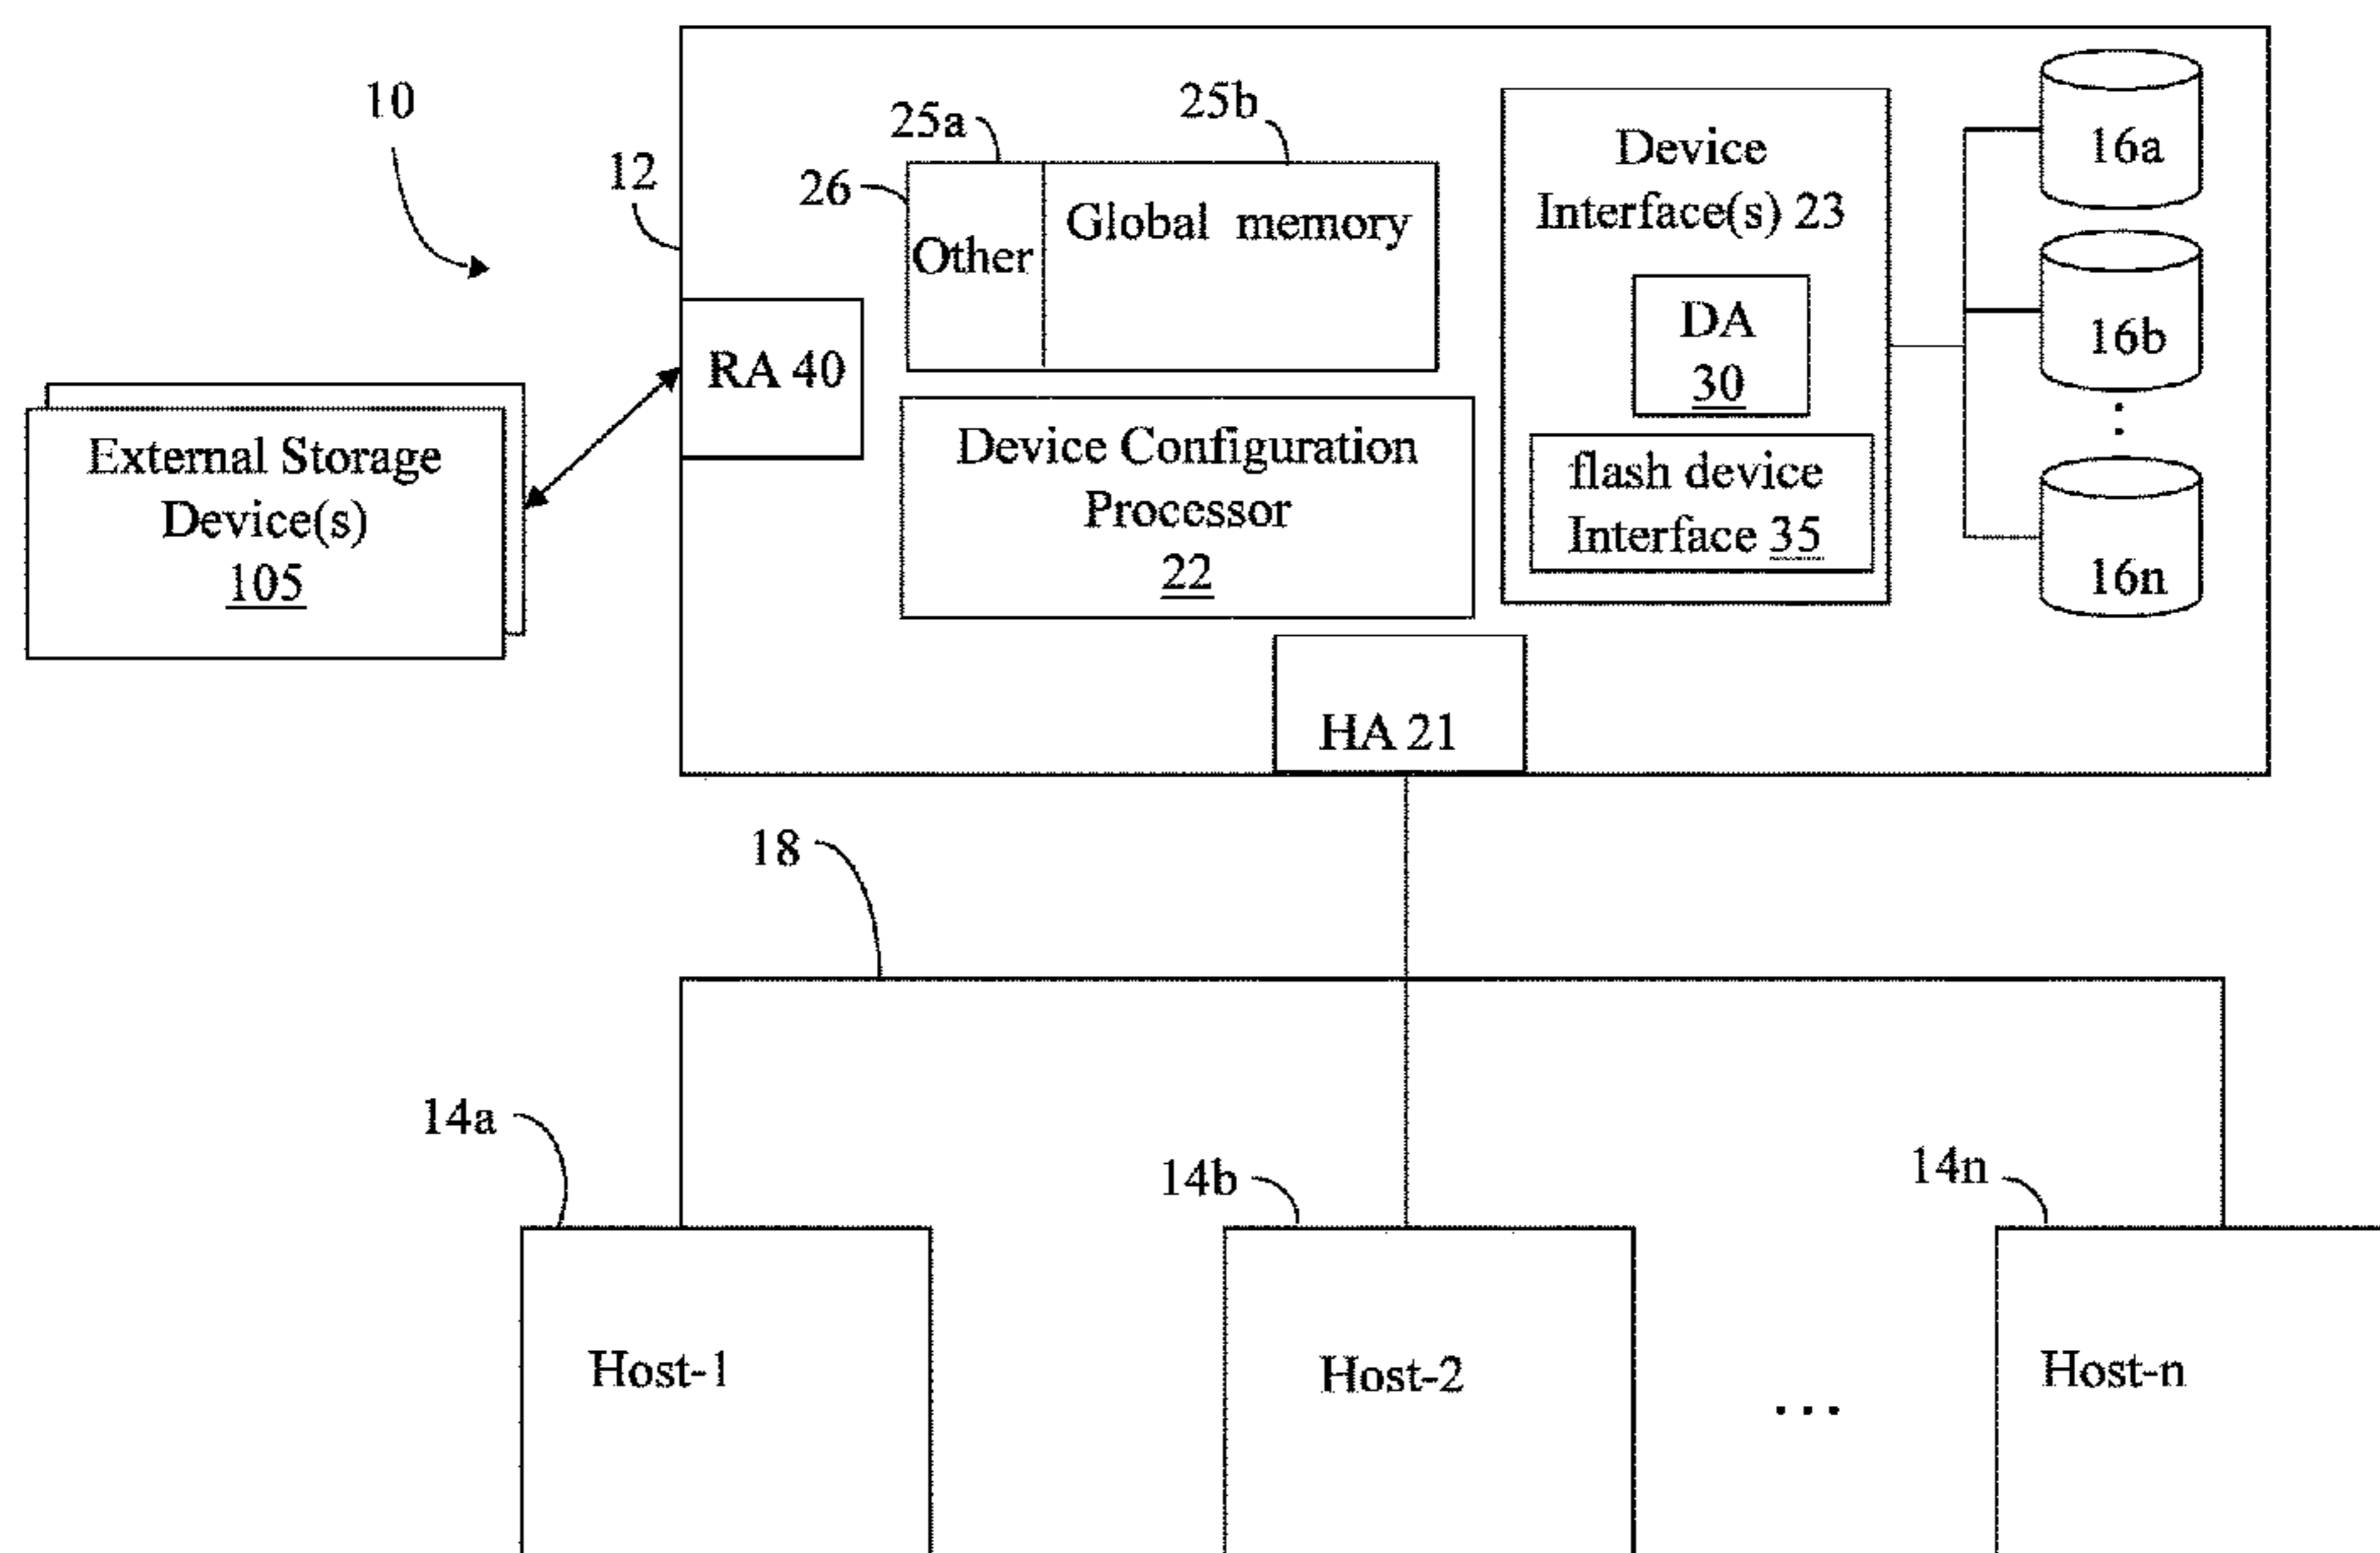 10
12
26
25a
25b
Other
Global memory
Device
Interface(s) 23
DA
30
flash device
Interface 35
16a
16b
⋮
16n
RA 40
Device Configuration
Processor
22
External Storage
Device(s)
105
HA 21
18
14a
14b
14n
Host-1
Host-2
...
Host-n